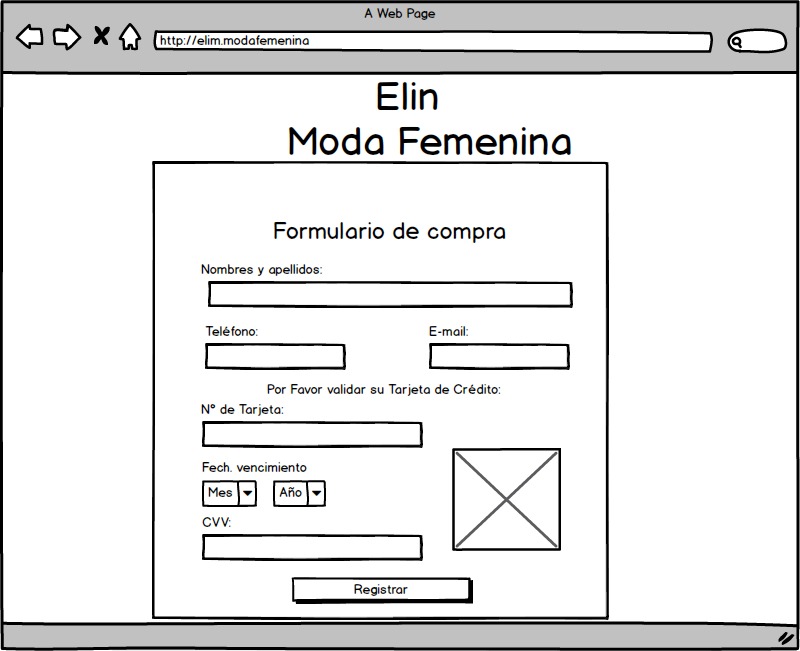 A Web Page
http://elim.modafemenina
Elin
Moda Femenina
Formulario de compra
Nombres y apellidos:
Teléfono: E-mail:
Por Favor validar su Tarjeta de Crédito:
N° de Tarjeta:
Fech. vencimiento
Mes Año
CVV:
Registrar